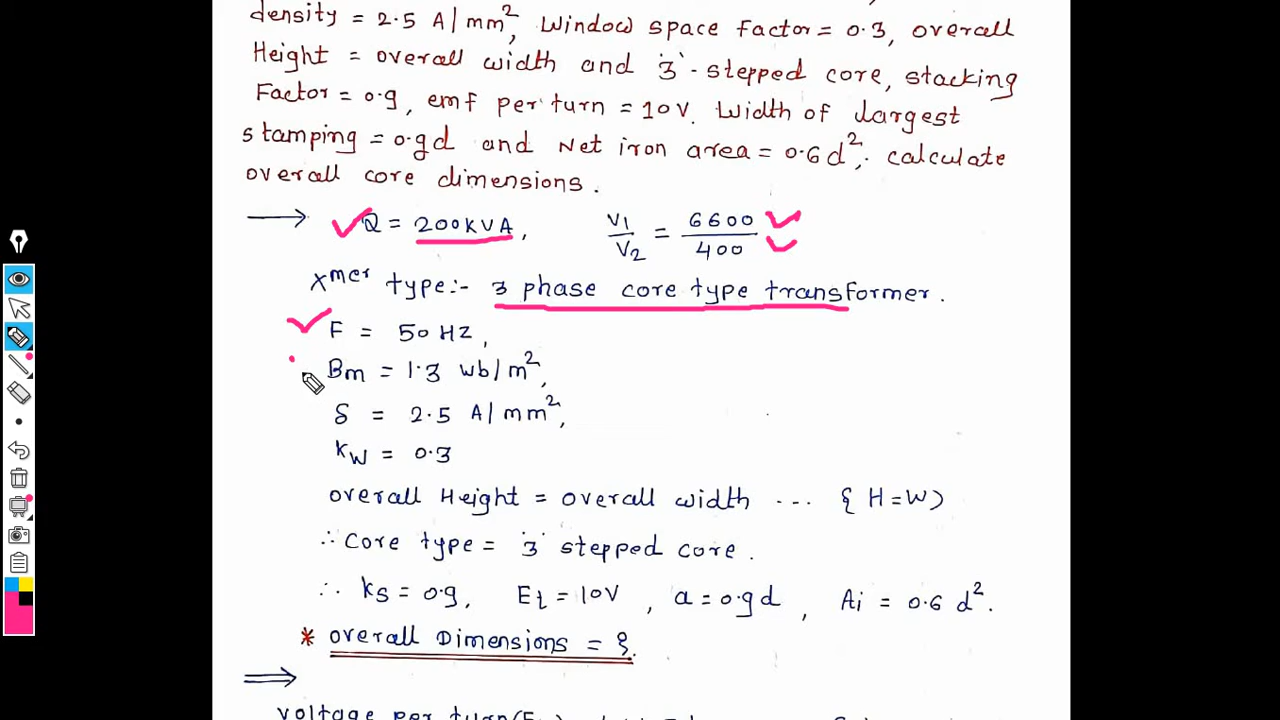 density = 2.5 A/mm², Window space Factor = 0.3, overall
Height = overall width and '3'-stepped core, stacking
Factor = 0.9, emf per turn = 10V. Width of largest
stamping = 0.9d and Net iron area = 0.6d², calculate
overall core dimensions.
→ Q = 200KVA, V1/V2 = 6600/400
Xmer type:- 3 phase core type transformer.
F = 50 HZ,
Bm = 1.3 wb/m²,
δ = 2.5 A/mm²,
Kw = 0.3
overall Height = overall width --- {H=W)
∴ Core type = '3' stepped core.
∴ Ks = 0.9, Et = 10V, a = 0.9d, Ai = 0.6 d².
* overall Dimensions = ?.
⇒
voltage per turn